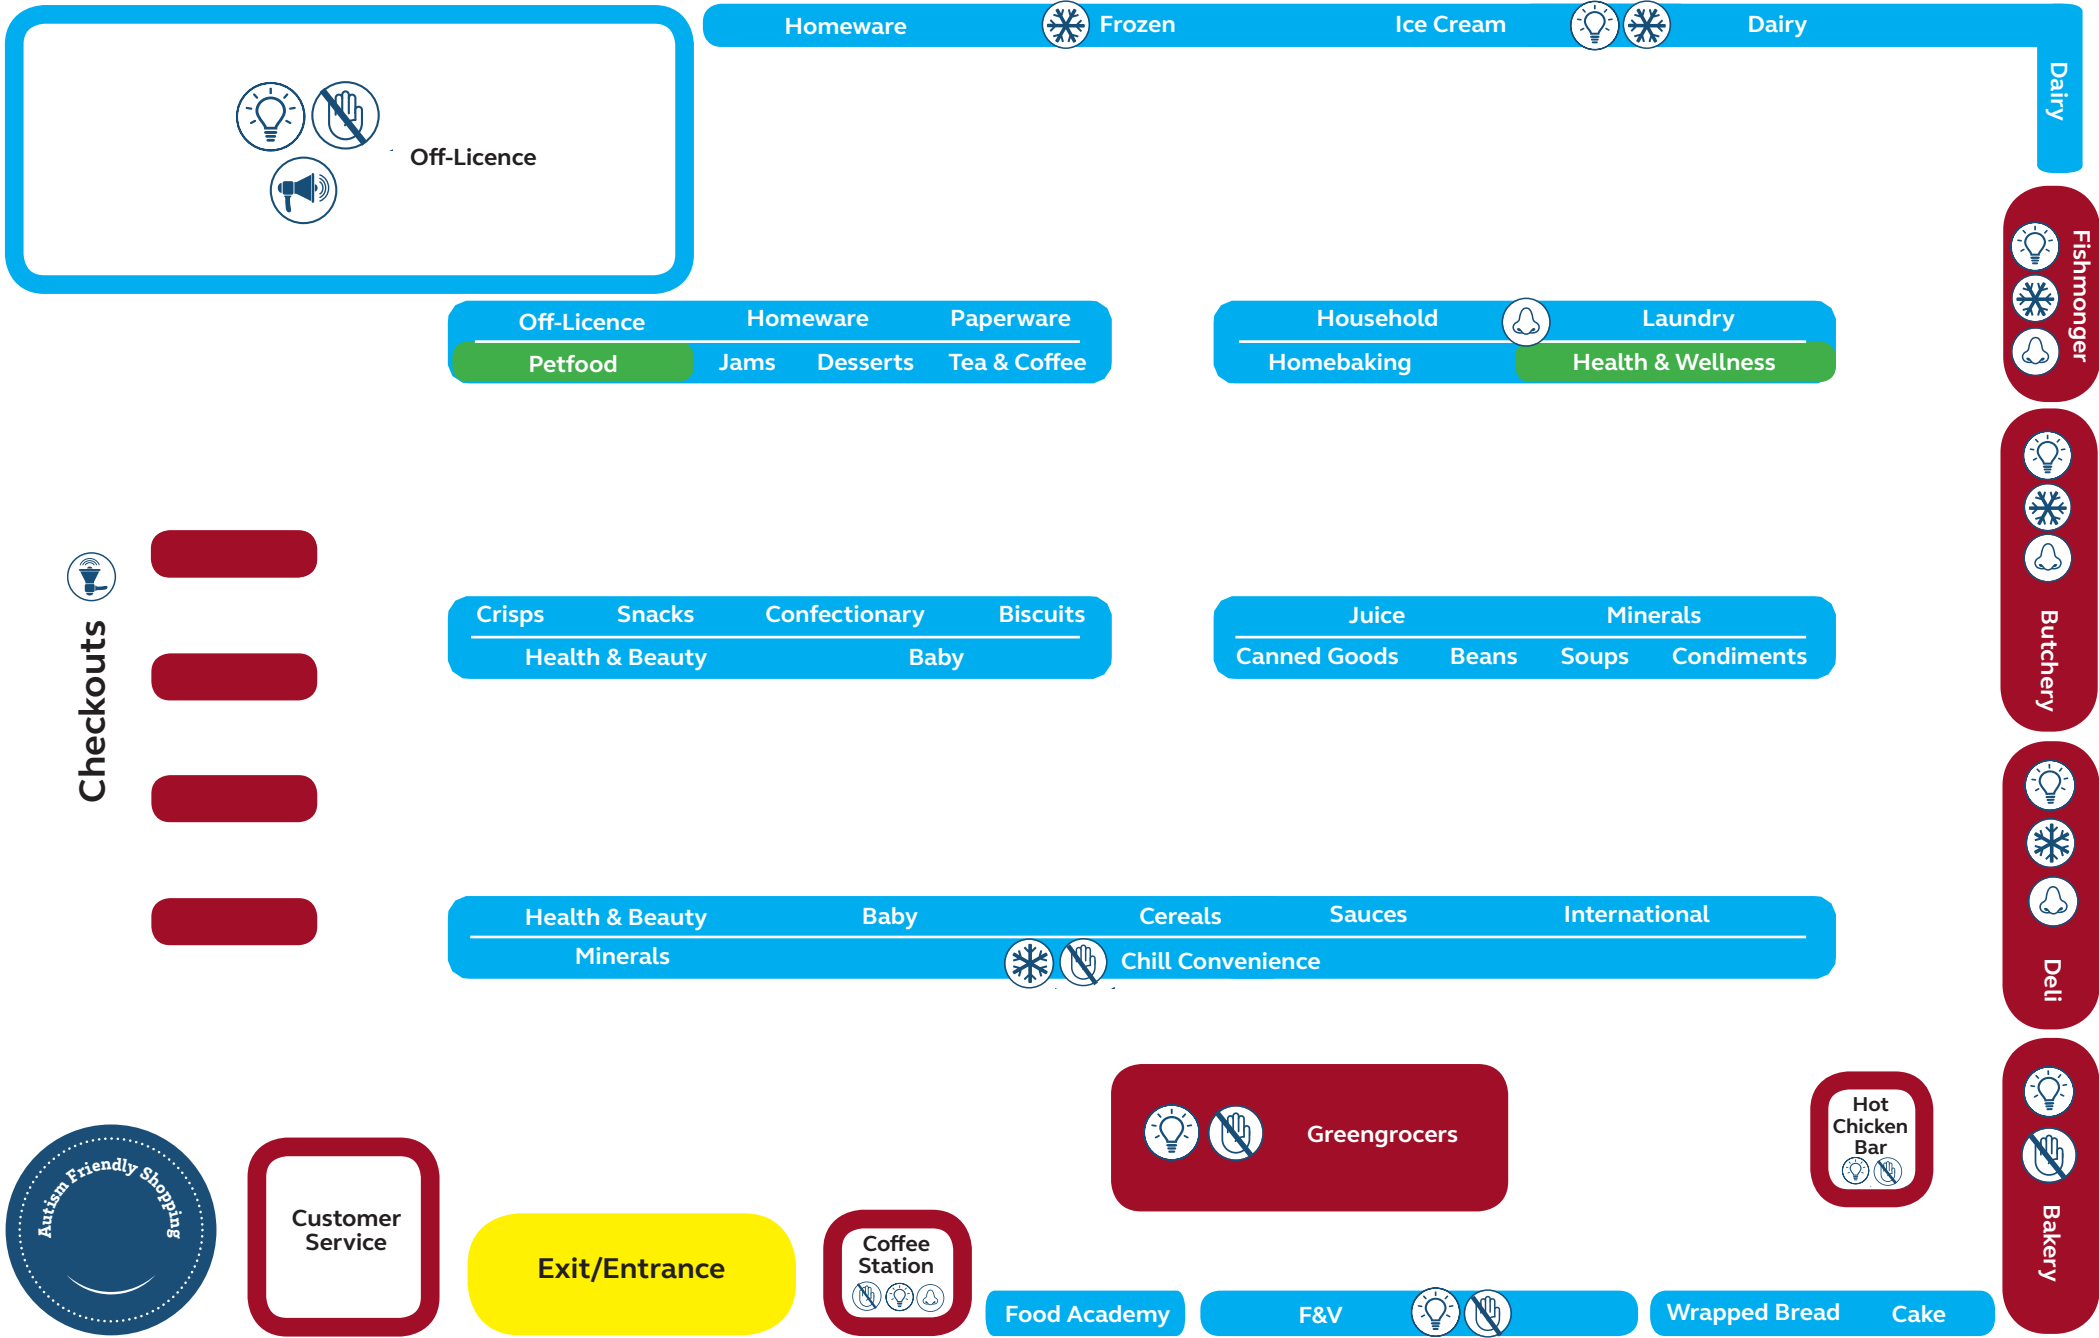 Homeware
Frozen
Ice Cream
Dairy
Dairy
Off-Licence
Fishmonger
Off-Licence
Homeware
Paperware
Petfood
Jams
Desserts
Tea & Coffee
Household
Laundry
Homebaking
Health & Wellness
Butchery
Checkouts
Crisps
Snacks
Confectionary
Biscuits
Health & Beauty
Baby
Juice
Minerals
Canned Goods
Beans
Soups
Condiments
Deli
Health & Beauty
Baby
Cereals
Sauces
International
Minerals
Chill Convenience
Greengrocers
Hot
Chicken
Bar
Bakery
Autism Friendly Shopping
Customer
Service
Exit/Entrance
Coffee
Station
Food Academy
F&V
Wrapped Bread
Cake